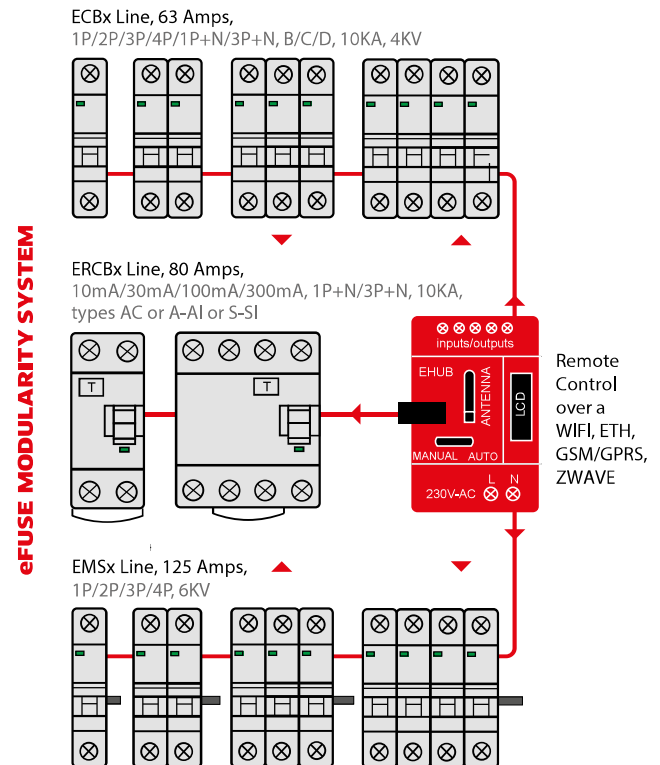 ECBx Line, 63 Amps,
1P/2P/3P/4P/1P+N/3P+N, B/C/D, 10KA, 4KV
eFUSE MODULARITY SYSTEM
ERCBx Line, 80 Amps,
10mA/30mA/100mA/300mA, 1P+N/3P+N, 10KA,
types AC or A-AI or S-SI
T
T
inputs/outputs
EHUB
ANTENNA
LCD
MANUAL AUTO
L N
230V-AC
Remote
Control
over a
WIFI, ETH,
GSM/GPRS,
ZWAVE
EMSx Line, 125 Amps,
1P/2P/3P/4P, 6KV